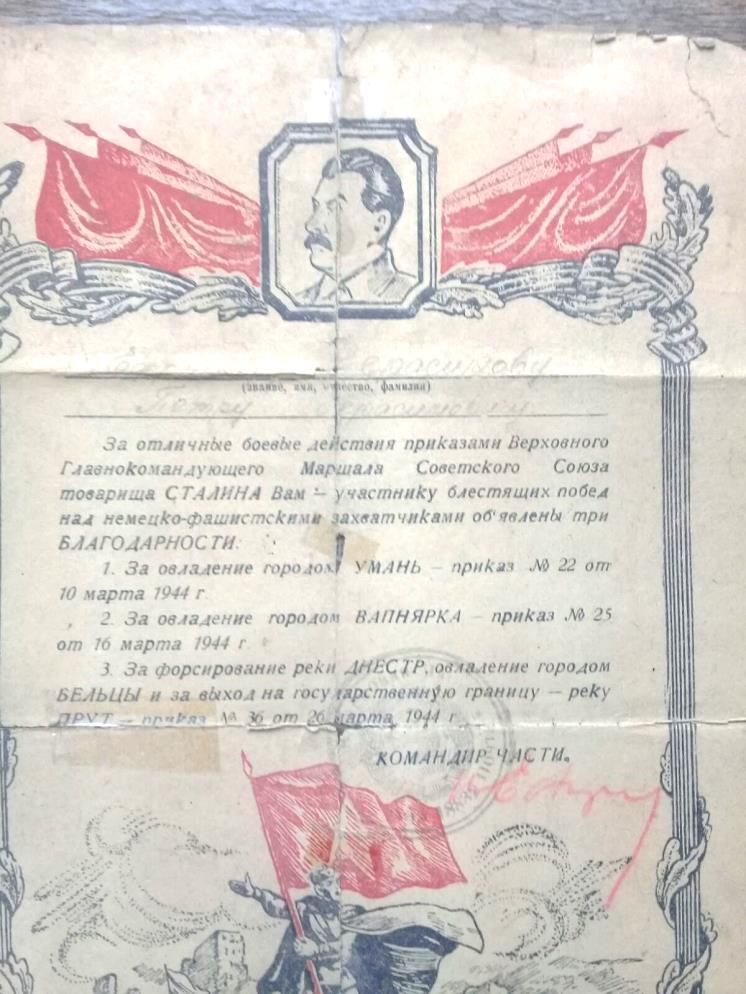 Герасимову
(звание, имя, отчество, фамилия)
Петру Герасимовичу
За отличные боевые действия приказами Верховного
Главнокомандующего Маршала Советского Союза
товарища СТАЛИНА Вам — участнику блестящих побед
над немецко-фашистскими захватчиками об'явлены три
БЛАГОДАРНОСТИ:
1. За овладение городом УМАНЬ — приказ № 22 от
10 марта 1944 г.
2. За овладение городом ВАПНЯРКА — приказ № 25
от 16 марта 1944 г.
3. За форсирование реки ДНЕСТР, овладение городом
БЕЛЬЦЫ и за выход на государственную границу — реку
ПРУТ — приказ № 36 от 26 марта 1944 г.
КОМАНДИР ЧАСТИ.